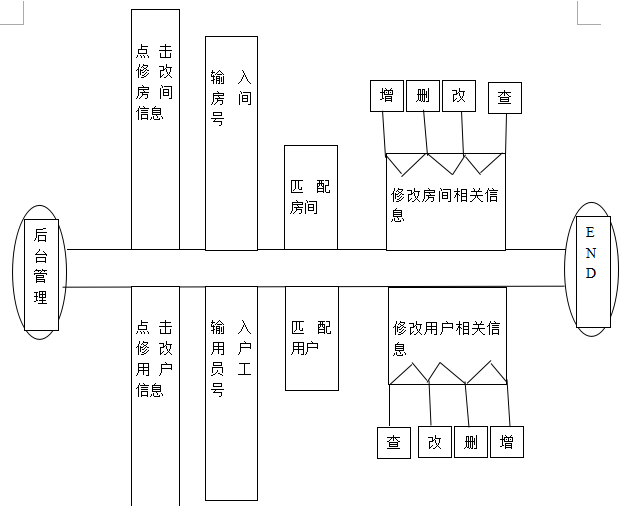 点击
修改
房间
信息
输入
房间
号
匹配
房间
增
删
改
查
修改房间相关信
息
后
台
管
理
E
N
D
点击
修改
用户
信息
输入
用户
员工
号
匹配
用户
修改用户相关信
息
查
改
删
增